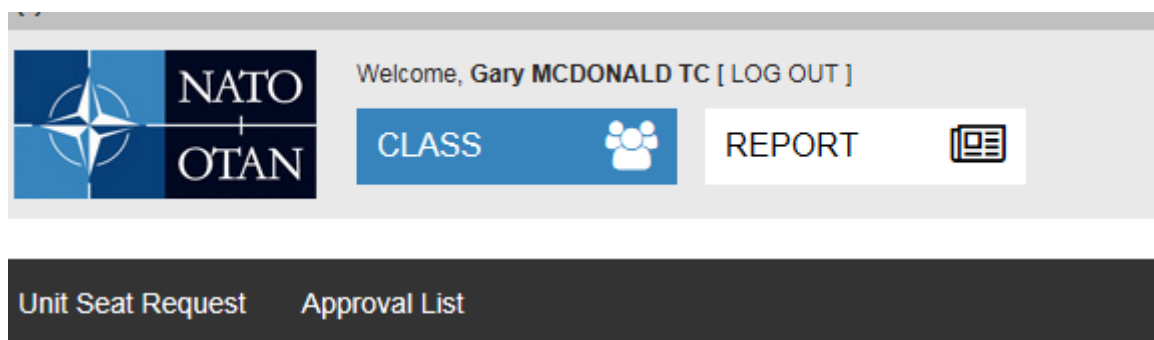 NATO
OTAN
Welcome, Gary MCDONALD TC [ LOG OUT ]
CLASS
REPORT
Unit Seat Request
Approval List